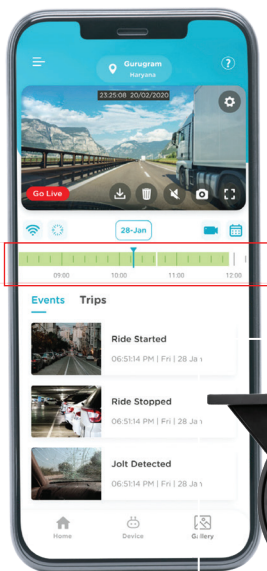 Gurugram
Haryana
?
23:25:08 20/02/2020
Go Live
28-Jan
09:00 10:00 11:00 12:00
Events Trips
Ride Started
06:51:14 PM | Fri | 28 Ja
Ride Stopped
06:51:14 PM | Fri | 28 Ja
Jolt Detected
06:51:14 PM | Fri | 28 Ja
Home Device Gallery